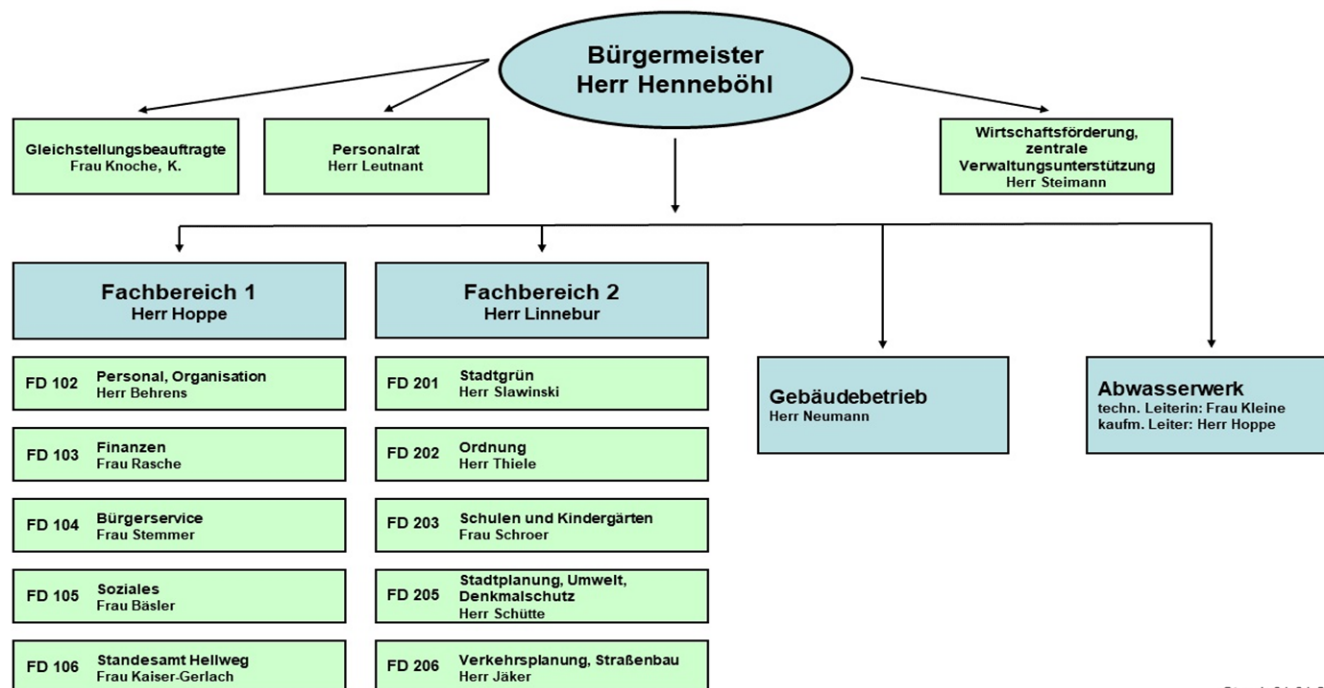 Bürgermeister
Herr Henneböhl
Gleichstellungsbeauftragte
Frau Knoche, K.
Personalrat
Herr Leutnant
Wirtschaftsförderung,
zentrale
Verwaltungsunterstützung
Herr Steimann
Fachbereich 1
Herr Hoppe
FD 102 Personal, Organisation
Herr Behrens
FD 103 Finanzen
Frau Rasche
FD 104 Bürgerservice
Frau Stemmer
FD 105 Soziales
Frau Bäsler
FD 106 Standesamt Hellweg
Frau Kaiser-Gerlach
Fachbereich 2
Herr Linnebur
FD 201 Stadtgrün
Herr Slawinski
FD 202 Ordnung
Herr Thiele
FD 203 Schulen und Kindergärten
Frau Schroer
FD 205 Stadtplanung, Umwelt,
Denkmalschutz
Herr Schütte
FD 206 Verkehrsplanung, Straßenbau
Herr Jäker
Gebäudebetrieb
Herr Neumann
Abwasserwerk
techn. Leiterin: Frau Kleine
kaufm. Leiter: Herr Hoppe